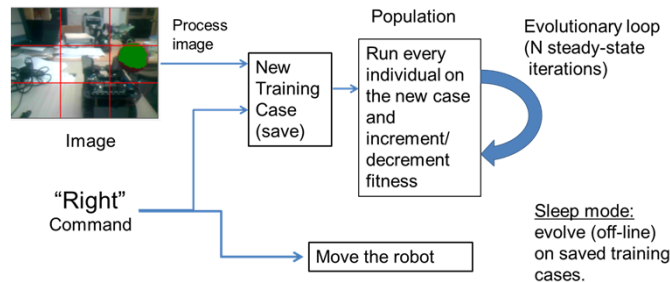 Process
image
Population
Evolutionary loop
(N steady-state
iterations)
Image
New
Training
Case
(save)
Run every
individual on
the new case
and
increment/
decrement
fitness
“Right”
Command
Move the robot
Sleep mode:
evolve (off-line)
on saved training
cases.